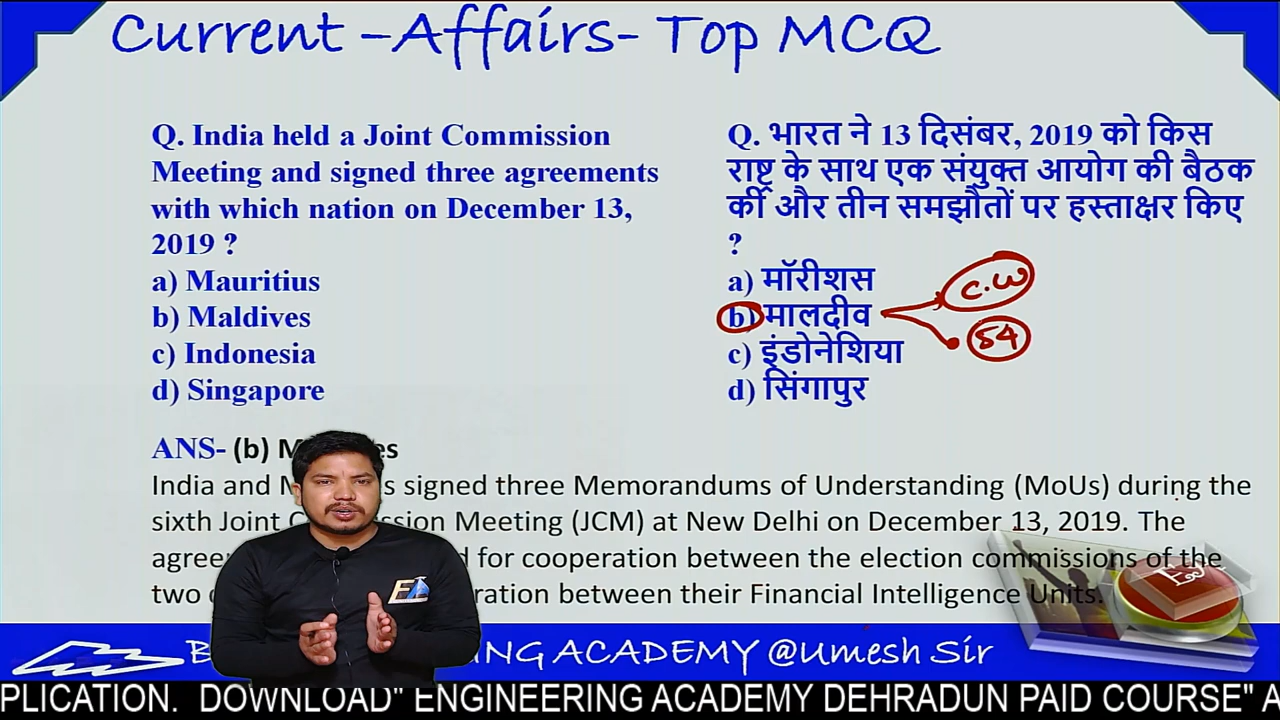 Current –Affairs- Top MCQ
Q. India held a Joint Commission
Meeting and signed three agreements
with which nation on December 13,
2019 ?
a) Mauritius
b) Maldives
c) Indonesia
d) Singapore
Q. भारत ने 13 दिसंबर, 2019 को किस
राष्ट्र के साथ एक संयुक्त आयोग की बैठक
की और तीन समझौतों पर हस्ताक्षर किए
?
a) मॉरीशस
b) मालदीव
c) इंडोनेशिया
d) सिंगापुर
C.W
54
ANS- (b)
India and signed three Memorandums of Understanding (MoUs) during the
sixth Joint Meeting (JCM) at New Delhi on December 13, 2019. The
for cooperation between the election commissions of the
two between their Financial Intelligence Units.
ACADEMY @Umesh Sir
PLICATION. DOWNLOAD" ENGINEERING ACADEMY DEHRADUN PAID COURSE" A